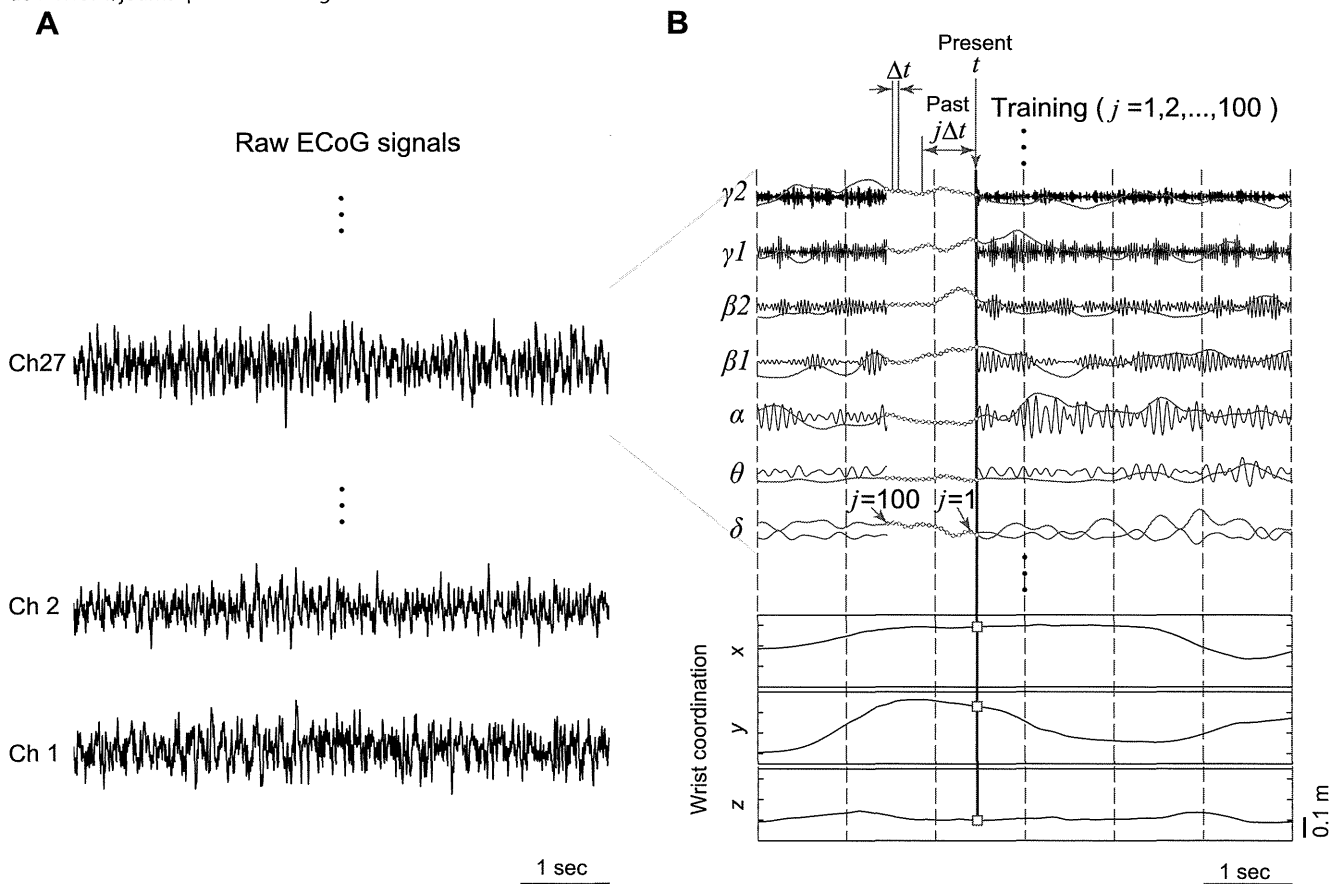 A
Raw ECoG signals
Ch27
Ch 2
Ch 1
1 sec
B
Present
t
Δt
Past
jΔt
Training ( j =1,2,...,100 )
γ2
γ1
β2
β1
α
θ
δ
j=100
j=1
Wrist coordination
x
y
z
0.1 m
1 sec